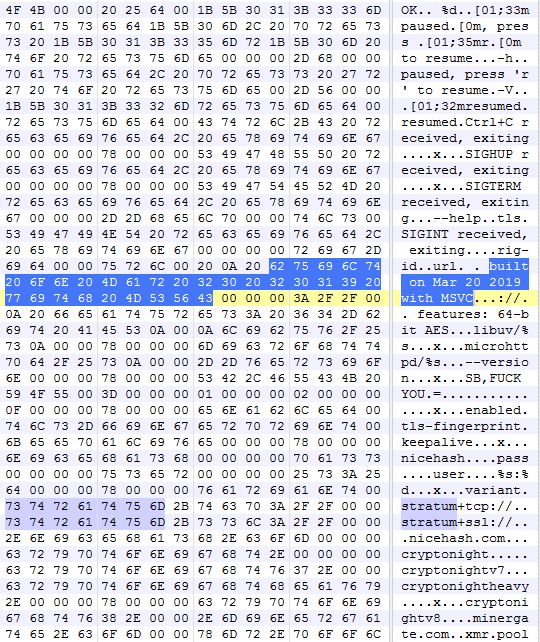 4F 4B 00 00 20 25 64 00 1B 5B 30 31 3B 33 33 6D OK.. %d..[01;33m
70 61 75 73 65 64 1B 5B 30 6D 2C 20 70 72 65 73 paused.[0m, pres
73 20 1B 5B 30 31 3B 33 35 6D 72 1B 5B 30 6D 20 s .[01;35mr.[0m
74 6F 20 72 65 73 75 6D 65 00 00 00 2D 68 00 00 to resume...-h..
70 61 75 73 65 64 2C 20 70 72 65 73 73 20 27 72 paused, press 'r
27 20 74 6F 20 72 65 73 75 6D 65 00 2D 56 00 00 ' to resume.-V..
1B 5B 30 31 3B 33 32 6D 72 65 73 75 6D 65 64 00 .[01;32mresumed.
72 65 73 75 6D 65 64 00 43 74 72 6C 2B 43 20 72 resumed.Ctrl+C r
65 63 65 69 76 65 64 2C 20 65 78 69 74 69 6E 67 eceived, exiting
00 00 00 00 78 00 00 00 53 49 47 48 55 50 20 72 ....x...SIGHUP r
65 63 65 69 76 65 64 2C 20 65 78 69 74 69 6E 67 eceived, exiting
00 00 00 00 78 00 00 00 53 49 47 54 45 52 4D 20 ....x...SIGTERM
72 65 63 65 69 76 65 64 2C 20 65 78 69 74 69 6E received, exitin
67 00 00 00 2D 2D 68 65 6C 70 00 00 74 6C 73 00 g...--help..tls.
53 49 47 49 4E 54 20 72 65 63 65 69 76 65 64 2C SIGINT received,
20 65 78 69 74 69 6E 67 00 00 00 00 72 69 67 2D exiting....rig-
69 64 00 00 75 72 6C 00 20 0A 20 62 75 69 6C 74 id..url. . built
20 6F 6E 20 4D 61 72 20 32 30 20 32 30 31 39 20 on Mar 20 2019
77 69 74 68 20 4D 53 56 43 00 00 00 3A 2F 2F 00 with MSVC...://.
0A 20 66 65 61 74 75 72 65 73 3A 20 36 34 2D 62 . features: 64-b
69 74 20 41 45 53 0A 00 0A 6C 69 62 75 76 2F 25 it AES...libuv/%
73 0A 00 00 78 00 00 00 0A 6D 69 63 72 6F 68 74 74 s...x....microhtt
70 64 2F 25 73 0A 00 00 2D 2D 76 65 72 73 69 6F pd/%s...--versio
6E 00 00 00 78 00 00 00 53 42 2C 46 55 43 4B 20 n...x...SB,FUCK
59 4F 55 00 3D 00 00 00 01 00 00 00 02 00 00 00 YOU.=...........
0F 00 00 00 78 00 00 00 65 6E 61 62 6C 65 64 00 ....x...enabled.
74 6C 73 2D 66 69 6E 67 65 72 70 72 69 6E 74 00 tls-fingerprint.
6B 65 65 70 61 6C 69 76 65 00 00 00 78 00 00 00 keepalive...x...
6E 69 63 65 68 61 73 68 00 00 00 00 70 61 73 73 nicehash....pass
00 00 00 00 75 73 65 72 00 00 00 00 25 73 3A 25 ....user....%s:%
64 00 00 00 78 00 00 00 76 61 72 69 61 6E 74 00 d...x...variant.
73 74 72 61 74 75 6D 2B 74 63 70 3A 2F 2F 00 00 stratum+tcp://..
73 74 72 61 74 75 6D 2B 73 73 6C 3A 2F 2F 00 00 stratum+ssl://..
2E 6E 69 63 65 68 61 73 68 2E 63 6F 6D 00 00 00 .nicehash.com...
63 72 79 70 74 6F 6E 69 67 68 74 2E 00 00 00 00 cryptonight.....
63 72 79 70 74 6F 6E 69 67 68 74 76 37 2E 00 00 cryptonightv7...
63 72 79 70 74 6F 6E 69 67 68 74 68 65 61 76 79 cryptonightheavy
2E 00 00 00 78 00 00 00 63 72 79 70 74 6F 6E 69 ....x...cryptoni
67 68 74 76 38 2E 00 00 2E 6D 69 6E 65 72 67 61 ghtv8....minerga
74 65 2E 63 6F 6D 00 00 78 6D 72 2E 70 6F 6F 6C te.com..xmr.pool